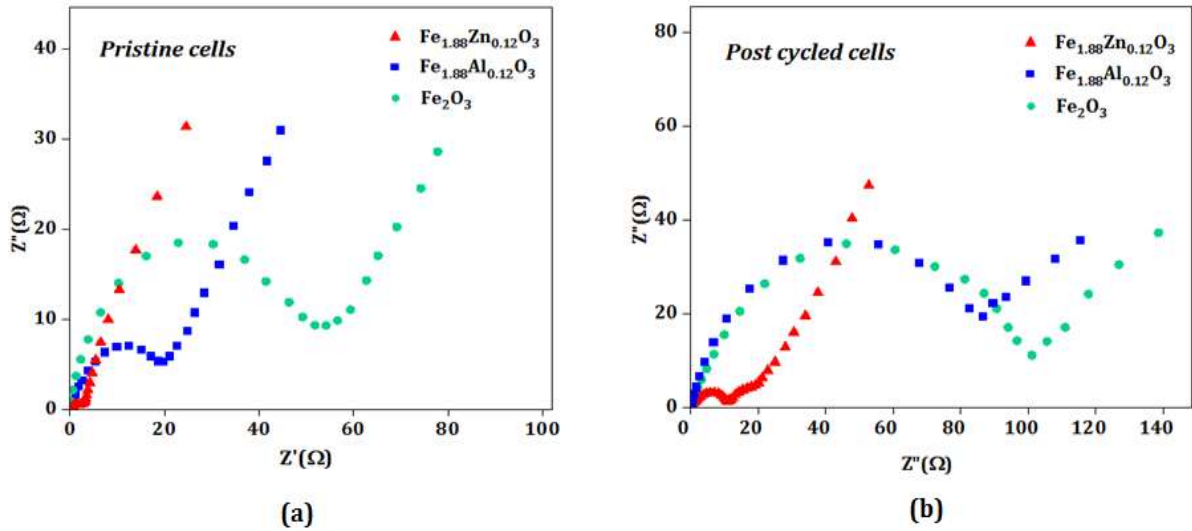 Pristine cells
Fe1.88Zn0.12O3
Fe1.88Al0.12O3
Fe2O3
40
30
20
10
0
0 20 40 60 80 100
Z''(Ω)
Z'(Ω)
(a)
Post cycled cells
Fe1.88Zn0.12O3
Fe1.88Al0.12O3
Fe2O3
80
60
40
20
0
0 20 40 60 80 100 120 140
Z''(Ω)
Z''(Ω)
(b)